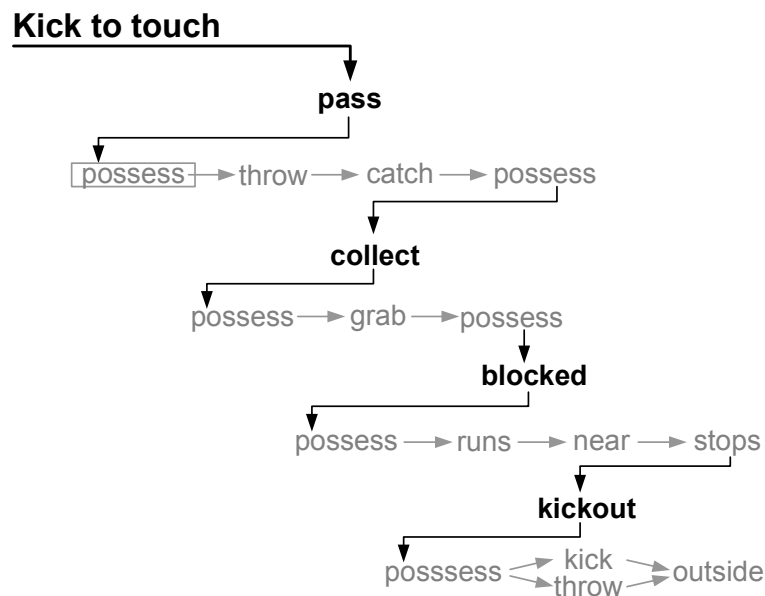 Kick to touch
pass
possess throw catch possess
collect
possess grab possess
blocked
possess runs near stops
kickout
posssess kick outside
throw